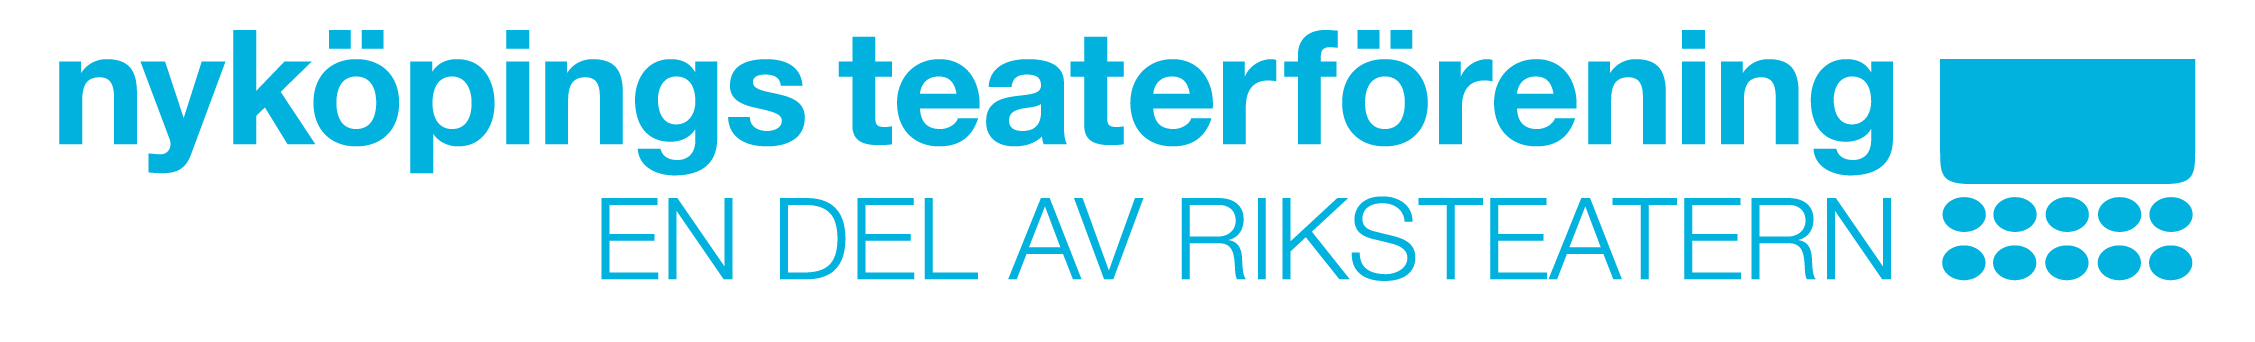 nyköpings teaterförening
EN DEL AV RIKSTEATERN